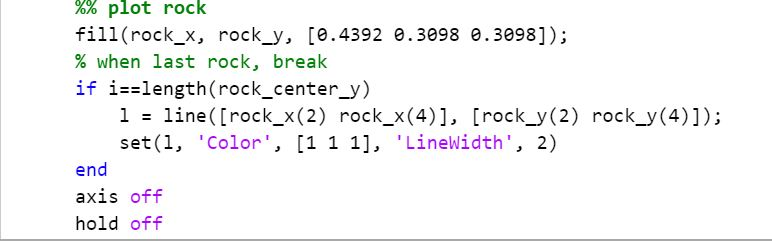 %% plot rock
fill(rock_x, rock_y, [0.4392 0.3098 0.3098]);
% when last rock, break
if i==length(rock_center_y)
    l = line([rock_x(2) rock_x(4)], [rock_y(2) rock_y(4)]);
    set(l, 'Color', [1 1 1], 'LineWidth', 2)
end
axis off
hold off